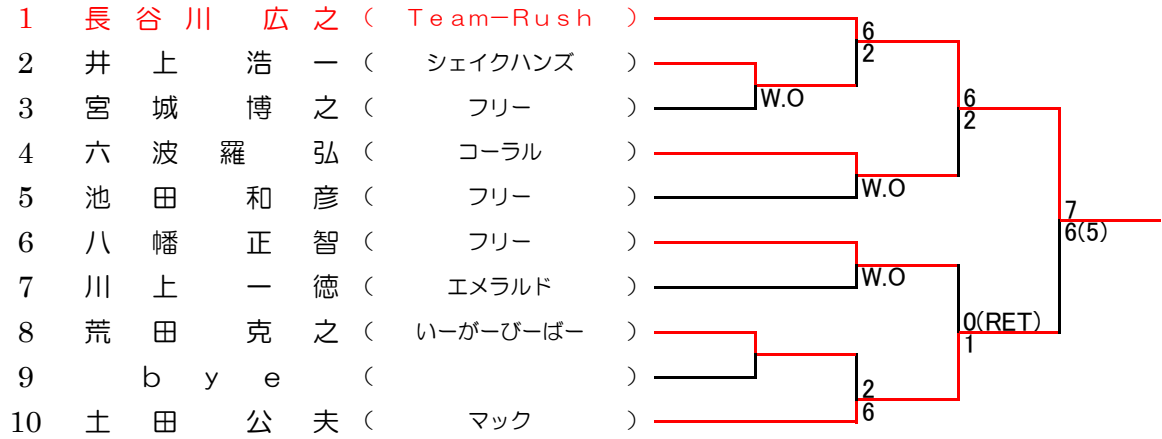 1 長谷川 広之 ( Team-Rush )
6
2 井上 浩一 ( シェイクハンズ )
2
3 宮城 博之 ( フリー )
W.O
6
2
4 六波羅 弘 ( コーラル )
5 池田 和彦 ( フリー )
W.O
7
6(5)
6 八幡 正智 ( フリー )
7 川上 一徳 ( エメラルド )
W.O
8 荒田 克之 ( いーがーびーばー )
0(RET)
1
9 bye ( )
2
10 土田 公夫 ( マック )
6